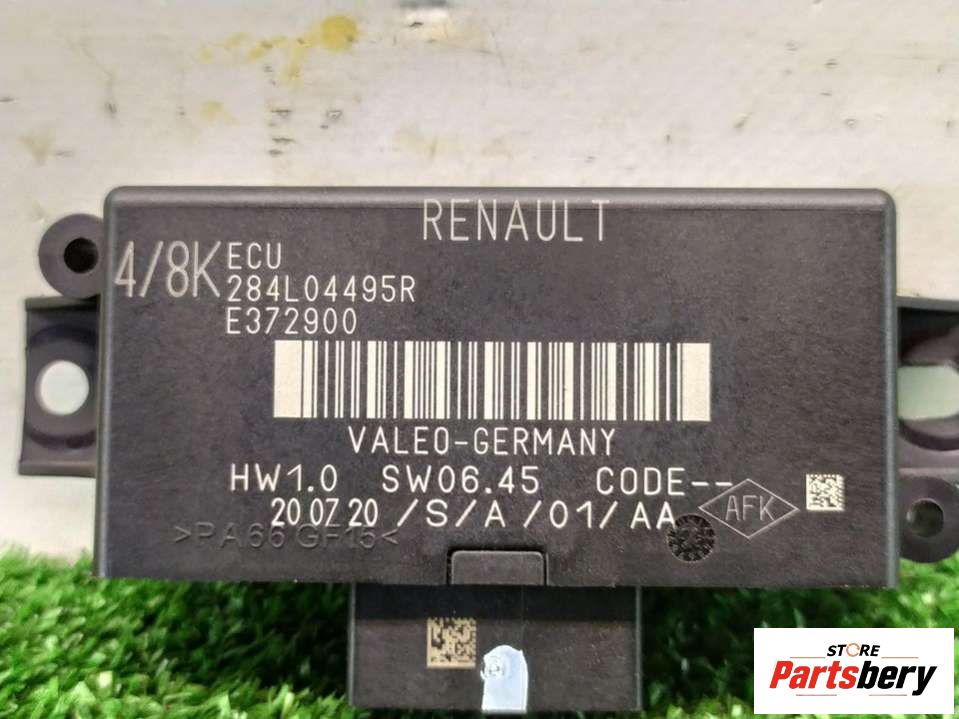 RENAULT
4/8K
ECU
284L04495R
E372900
VALEO-GERMANY
HW1.0 SW06.45 CODE--
20 07 20 /S/A/01/AA
AFK
>PA66 GF15<
STORE
Partsbery